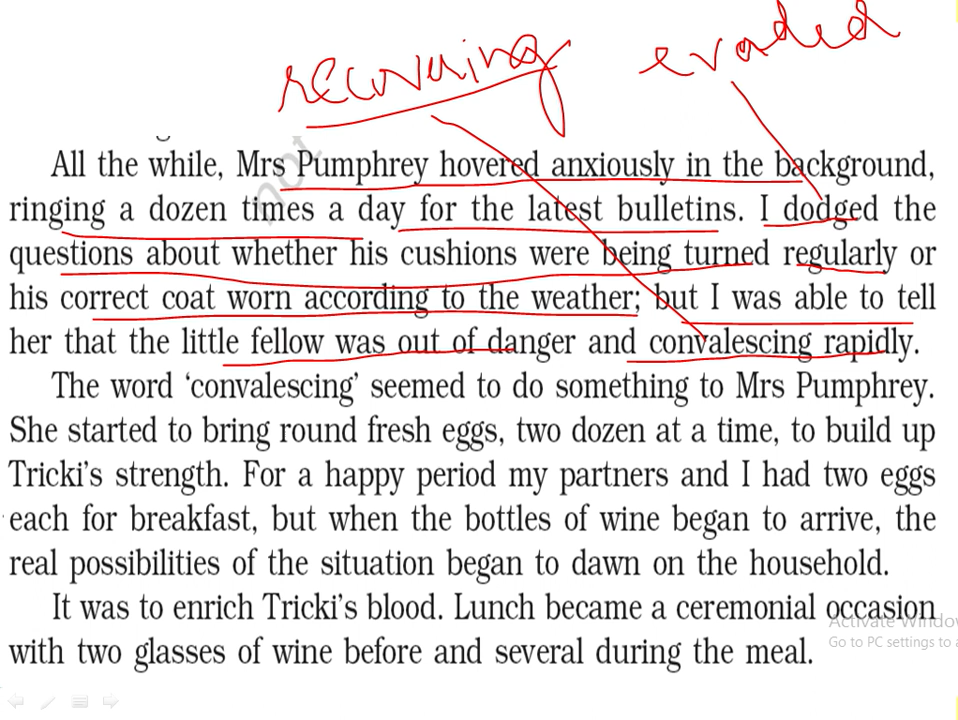 recovering evaded
not
All the while, Mrs Pumphrey hovered anxiously in the background,
ringing a dozen times a day for the latest bulletins. I dodged the
questions about whether his cushions were being turned regularly or
his correct coat worn according to the weather; but I was able to tell
her that the little fellow was out of danger and convalescing rapidly.
The word ‘convalescing’ seemed to do something to Mrs Pumphrey.
She started to bring round fresh eggs, two dozen at a time, to build up
Tricki’s strength. For a happy period my partners and I had two eggs
each for breakfast, but when the bottles of wine began to arrive, the
real possibilities of the situation began to dawn on the household.
It was to enrich Tricki’s blood. Lunch became a ceremonial occasion
with two glasses of wine before and several during the meal.
Activate Windo
Go to PC settings to a